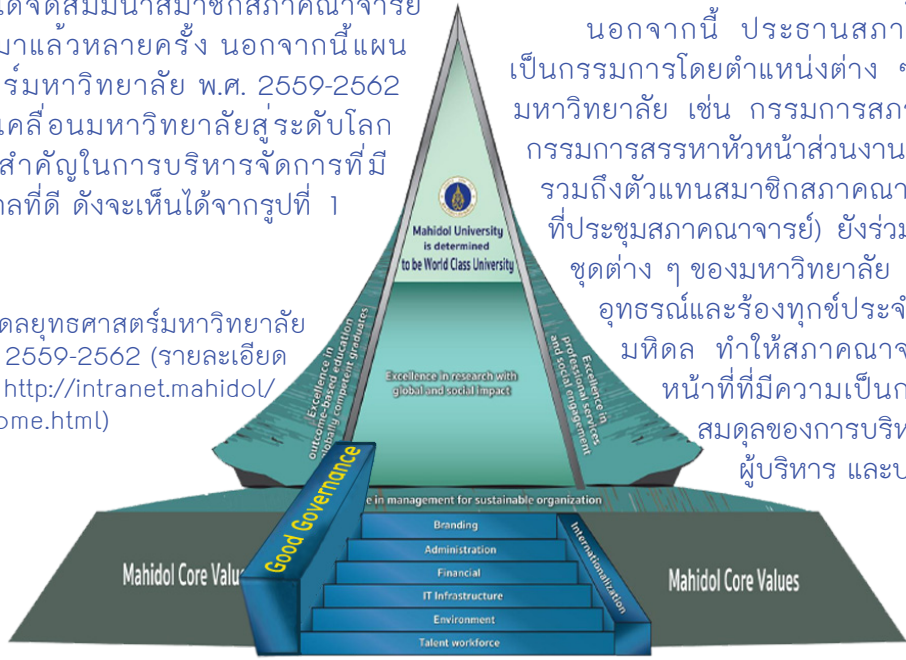 ได้จัดสัมมนาสมาชิกสภาคณาจารย์
มาแล้วหลายครั้ง นอกจากนี้แผน
ร์มหาวิทยาลัย พ.ศ. 2559-2562
เคลื่อนมหาวิทยาลัยสู่ระดับโลก
สำคัญในการบริหารจัดการที่มี
ลที่ดี ดังจะเห็นได้จากรูปที่ 1
ดลยุทธศาสตร์มหาวิทยาลัย
2559-2562 (รายละเอียด
http://intranet.mahidol/
ome.html)
นอกจากนี้ ประธานสภา
เป็นกรรมการโดยตำแหน่งต่าง ๆ
มหาวิทยาลัย เช่น กรรมการสภ
กรรมการสรรหาหัวหน้าส่วนงาน
รวมถึงตัวแทนสมาชิกสภาคณา
ที่ประชุมสภาคณาจารย์) ยังร่วม
ชุดต่าง ๆ ของมหาวิทยาลัย
อุทธรณ์และร้องทุกข์ประจำ
มหิดล ทำให้สภาคณาจ
หน้าที่ที่มีความเป็นก
สมดุลของการบริห
ผู้บริหาร และบ
Mahidol University
is determined
to be World Class University
Excellence in
outcome-based education
globally competent graduates
Excellence in research with
global and social impact
Excellence in
professional services
and social engagement
e in management for sustainable organization
Good Governance
Branding
Administration
Financial
IT Infrastructure
Environment
Talent workforce
Internationalization
Mahidol Core Valu
Mahidol Core Values